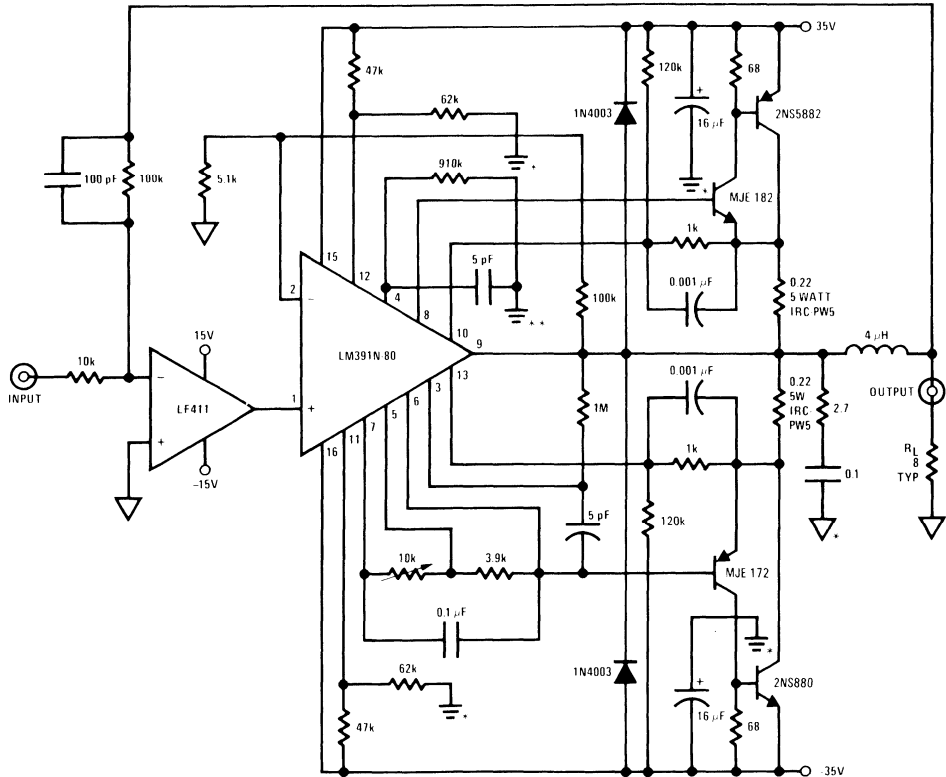 35V
47k
120k
+
16 µF
*
68
2NS5882
62k
*
1N4003
100 pF
100k
5.1k
910k
MJE 182
15
12
4
8
10
5 pF
* *
1k
0.001 µF
100k
0.22
5 WATT
IRC PW5
2
−
LM391N-80
9
13
4 µH
15V
INPUT
10k
−
LF411
+
−15V
1
+
16
11
7
5
6
3
1M
0.001 µF
1k
0.22
5W
IRC
PW5
2.7
OUTPUT
RL
8
TYP
0.1
*
5 pF
120k
10k
3.9k
MJE 172
0.1 µF
*
62k
*
1N4003
+
16 µF
2NS880
47k
68
-35V